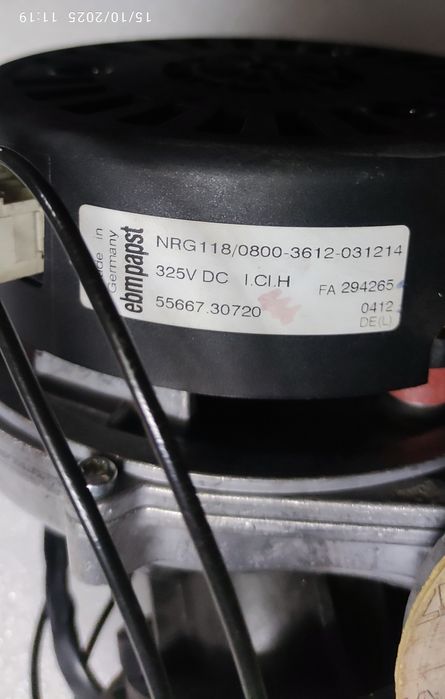 15/10/2025 11:19
made in
Germany
ebmpapst
NRG118/0800-3612-031214
325V DC I.Cl.H
FA 294265
55667.30720
0412
DE(L)